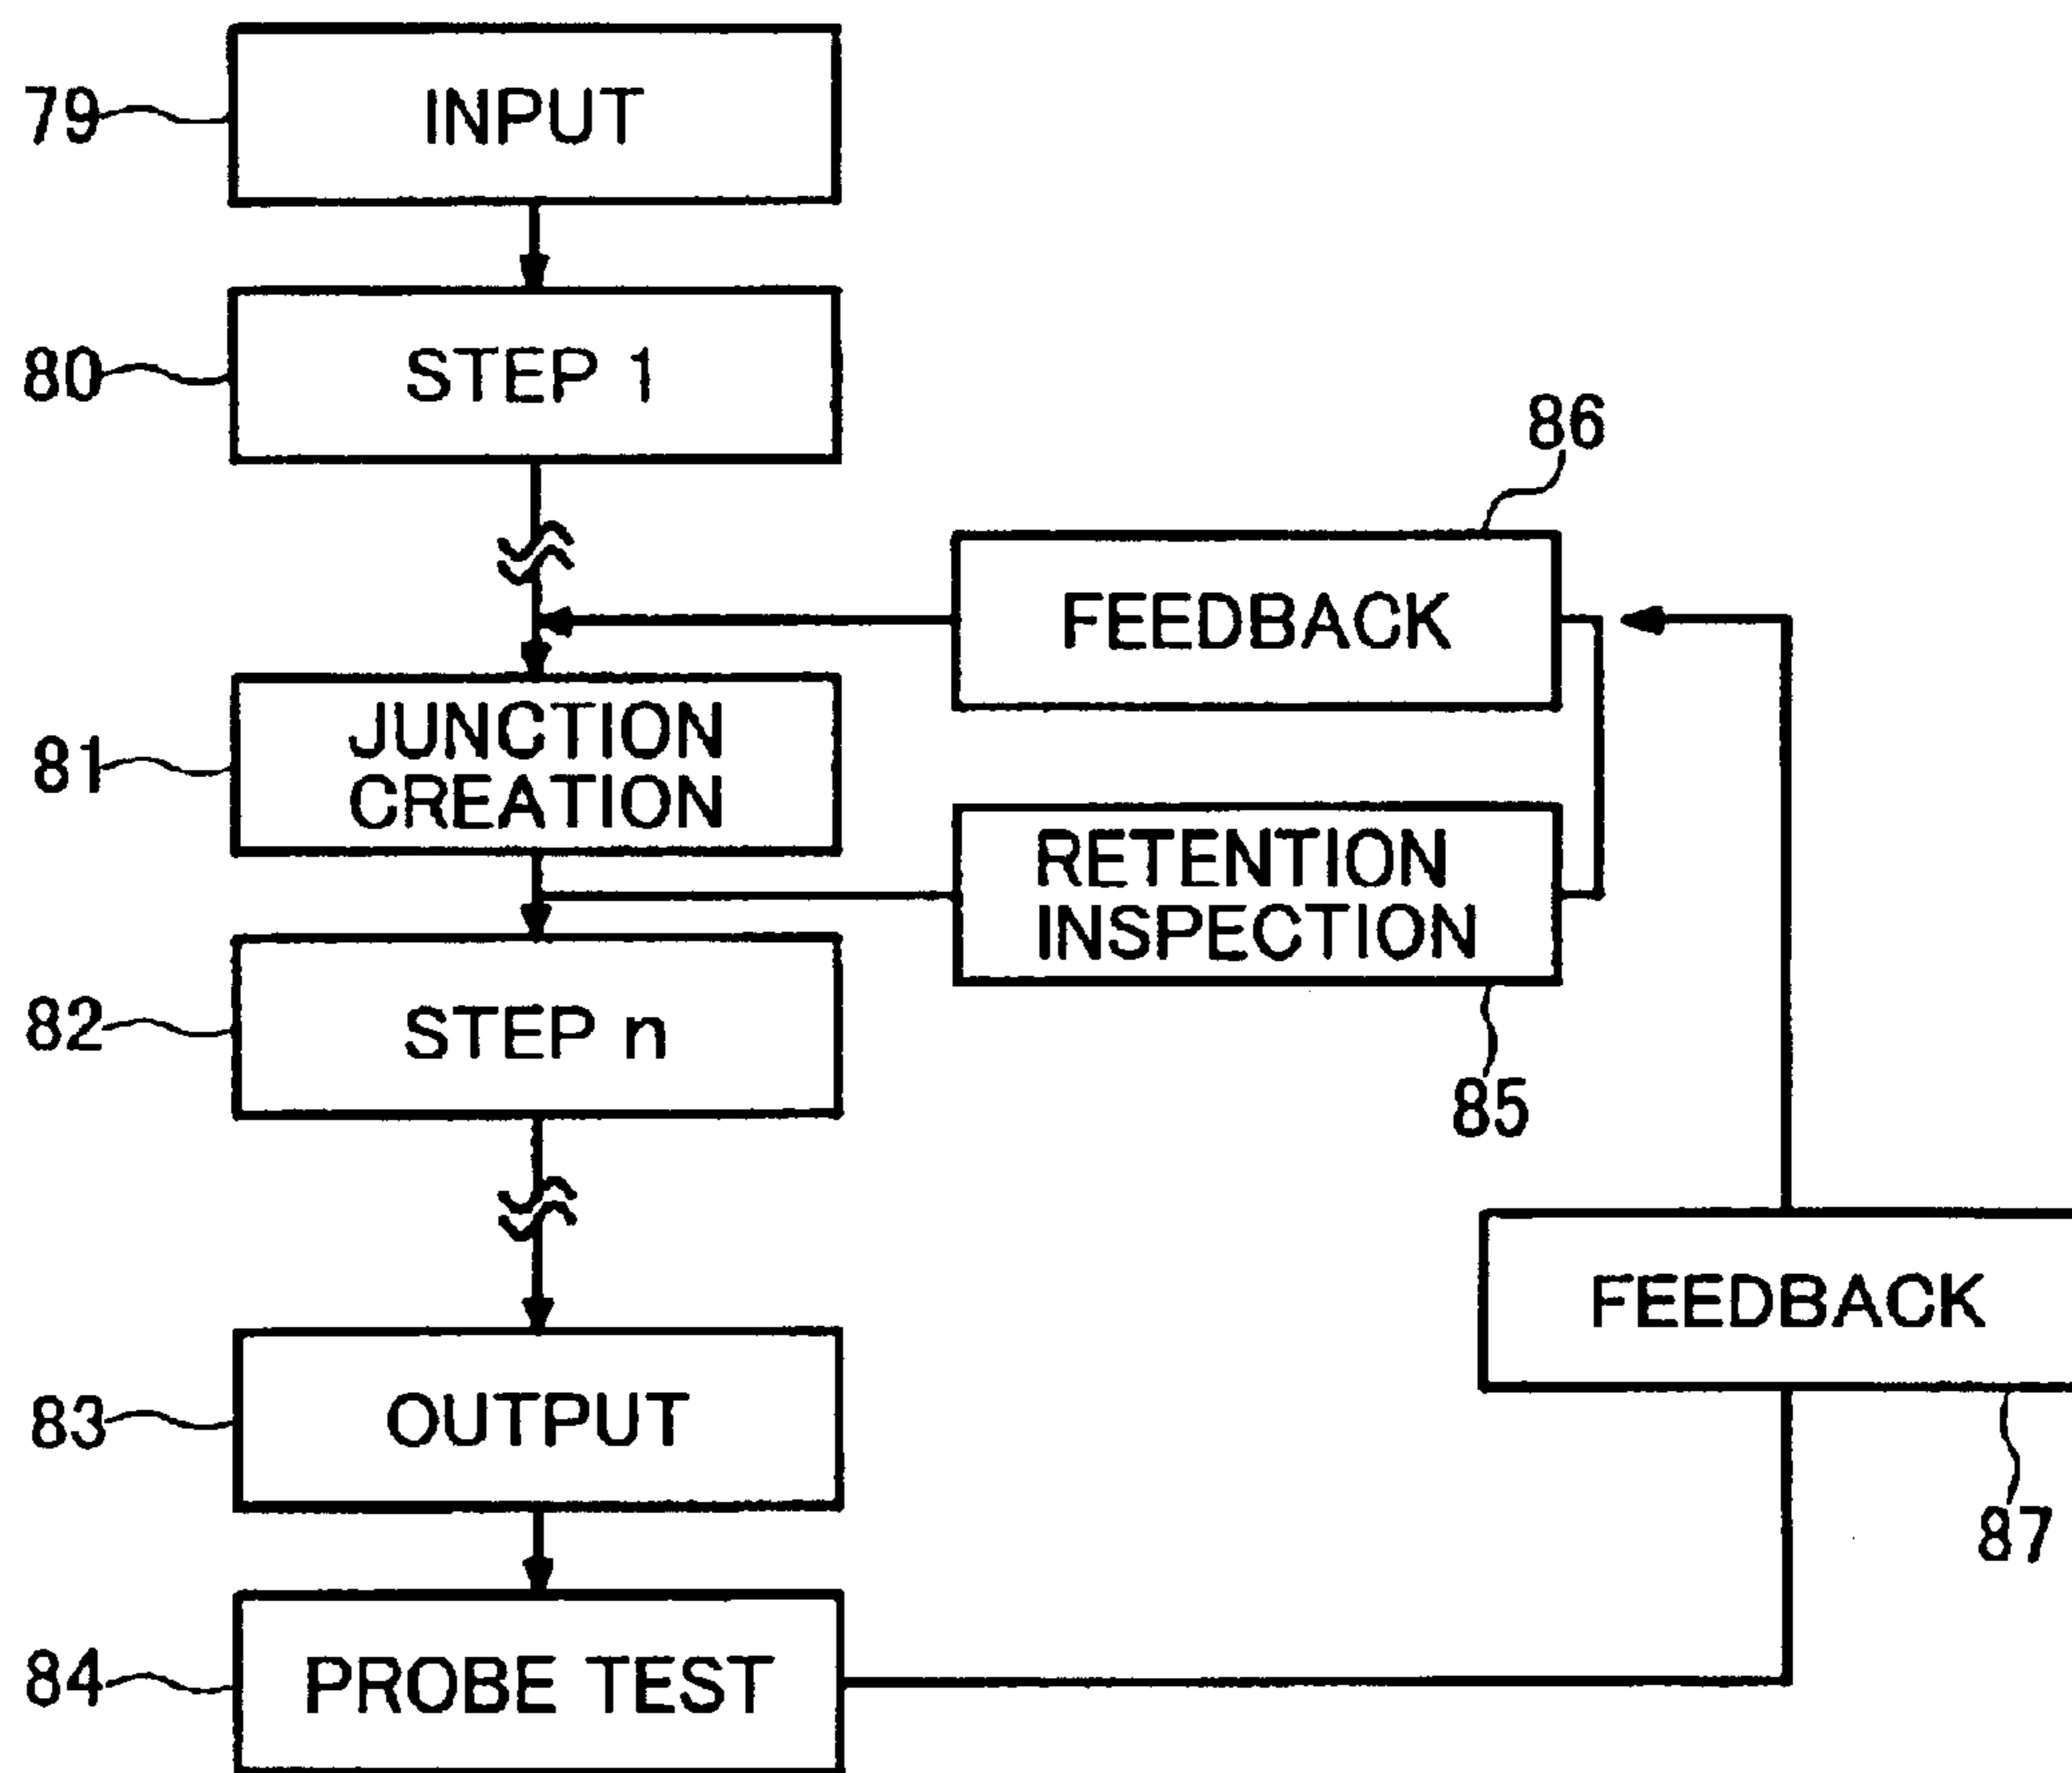 79
INPUT
80
STEP 1
86
FEEDBACK
81
JUNCTION
CREATION
RETENTION
INSPECTION
82
STEP n
85
FEEDBACK
83
OUTPUT
87
84
PROBE TEST